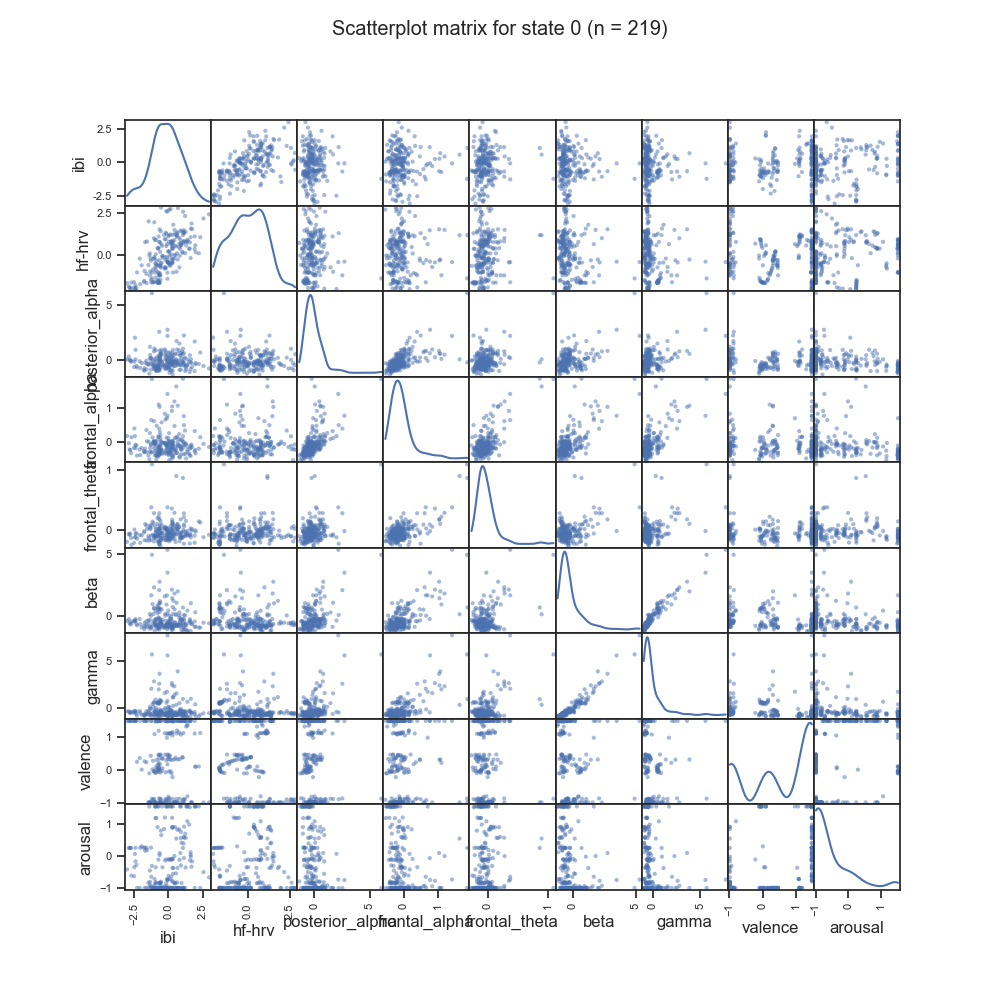 Scatterplot matrix for state 0 (n = 219)
2.5
0.0
−2.5
ibi
2.5
0.0
hf-hrv
5
0
posterior_alpha
1
0
frontal_alpha
1
0
frontal_theta
5
0
beta
5
0
gamma
1
0
−1
valence
1
0
−1
arousal
−2.5 0.0 2.5 0.0 2.5 0 5 0 1 0 1 0 5 0 5 −1 0 1 −1 0 1
ibi hf-hrv posterior_alpha frontal_alpha frontal_theta beta gamma valence arousal